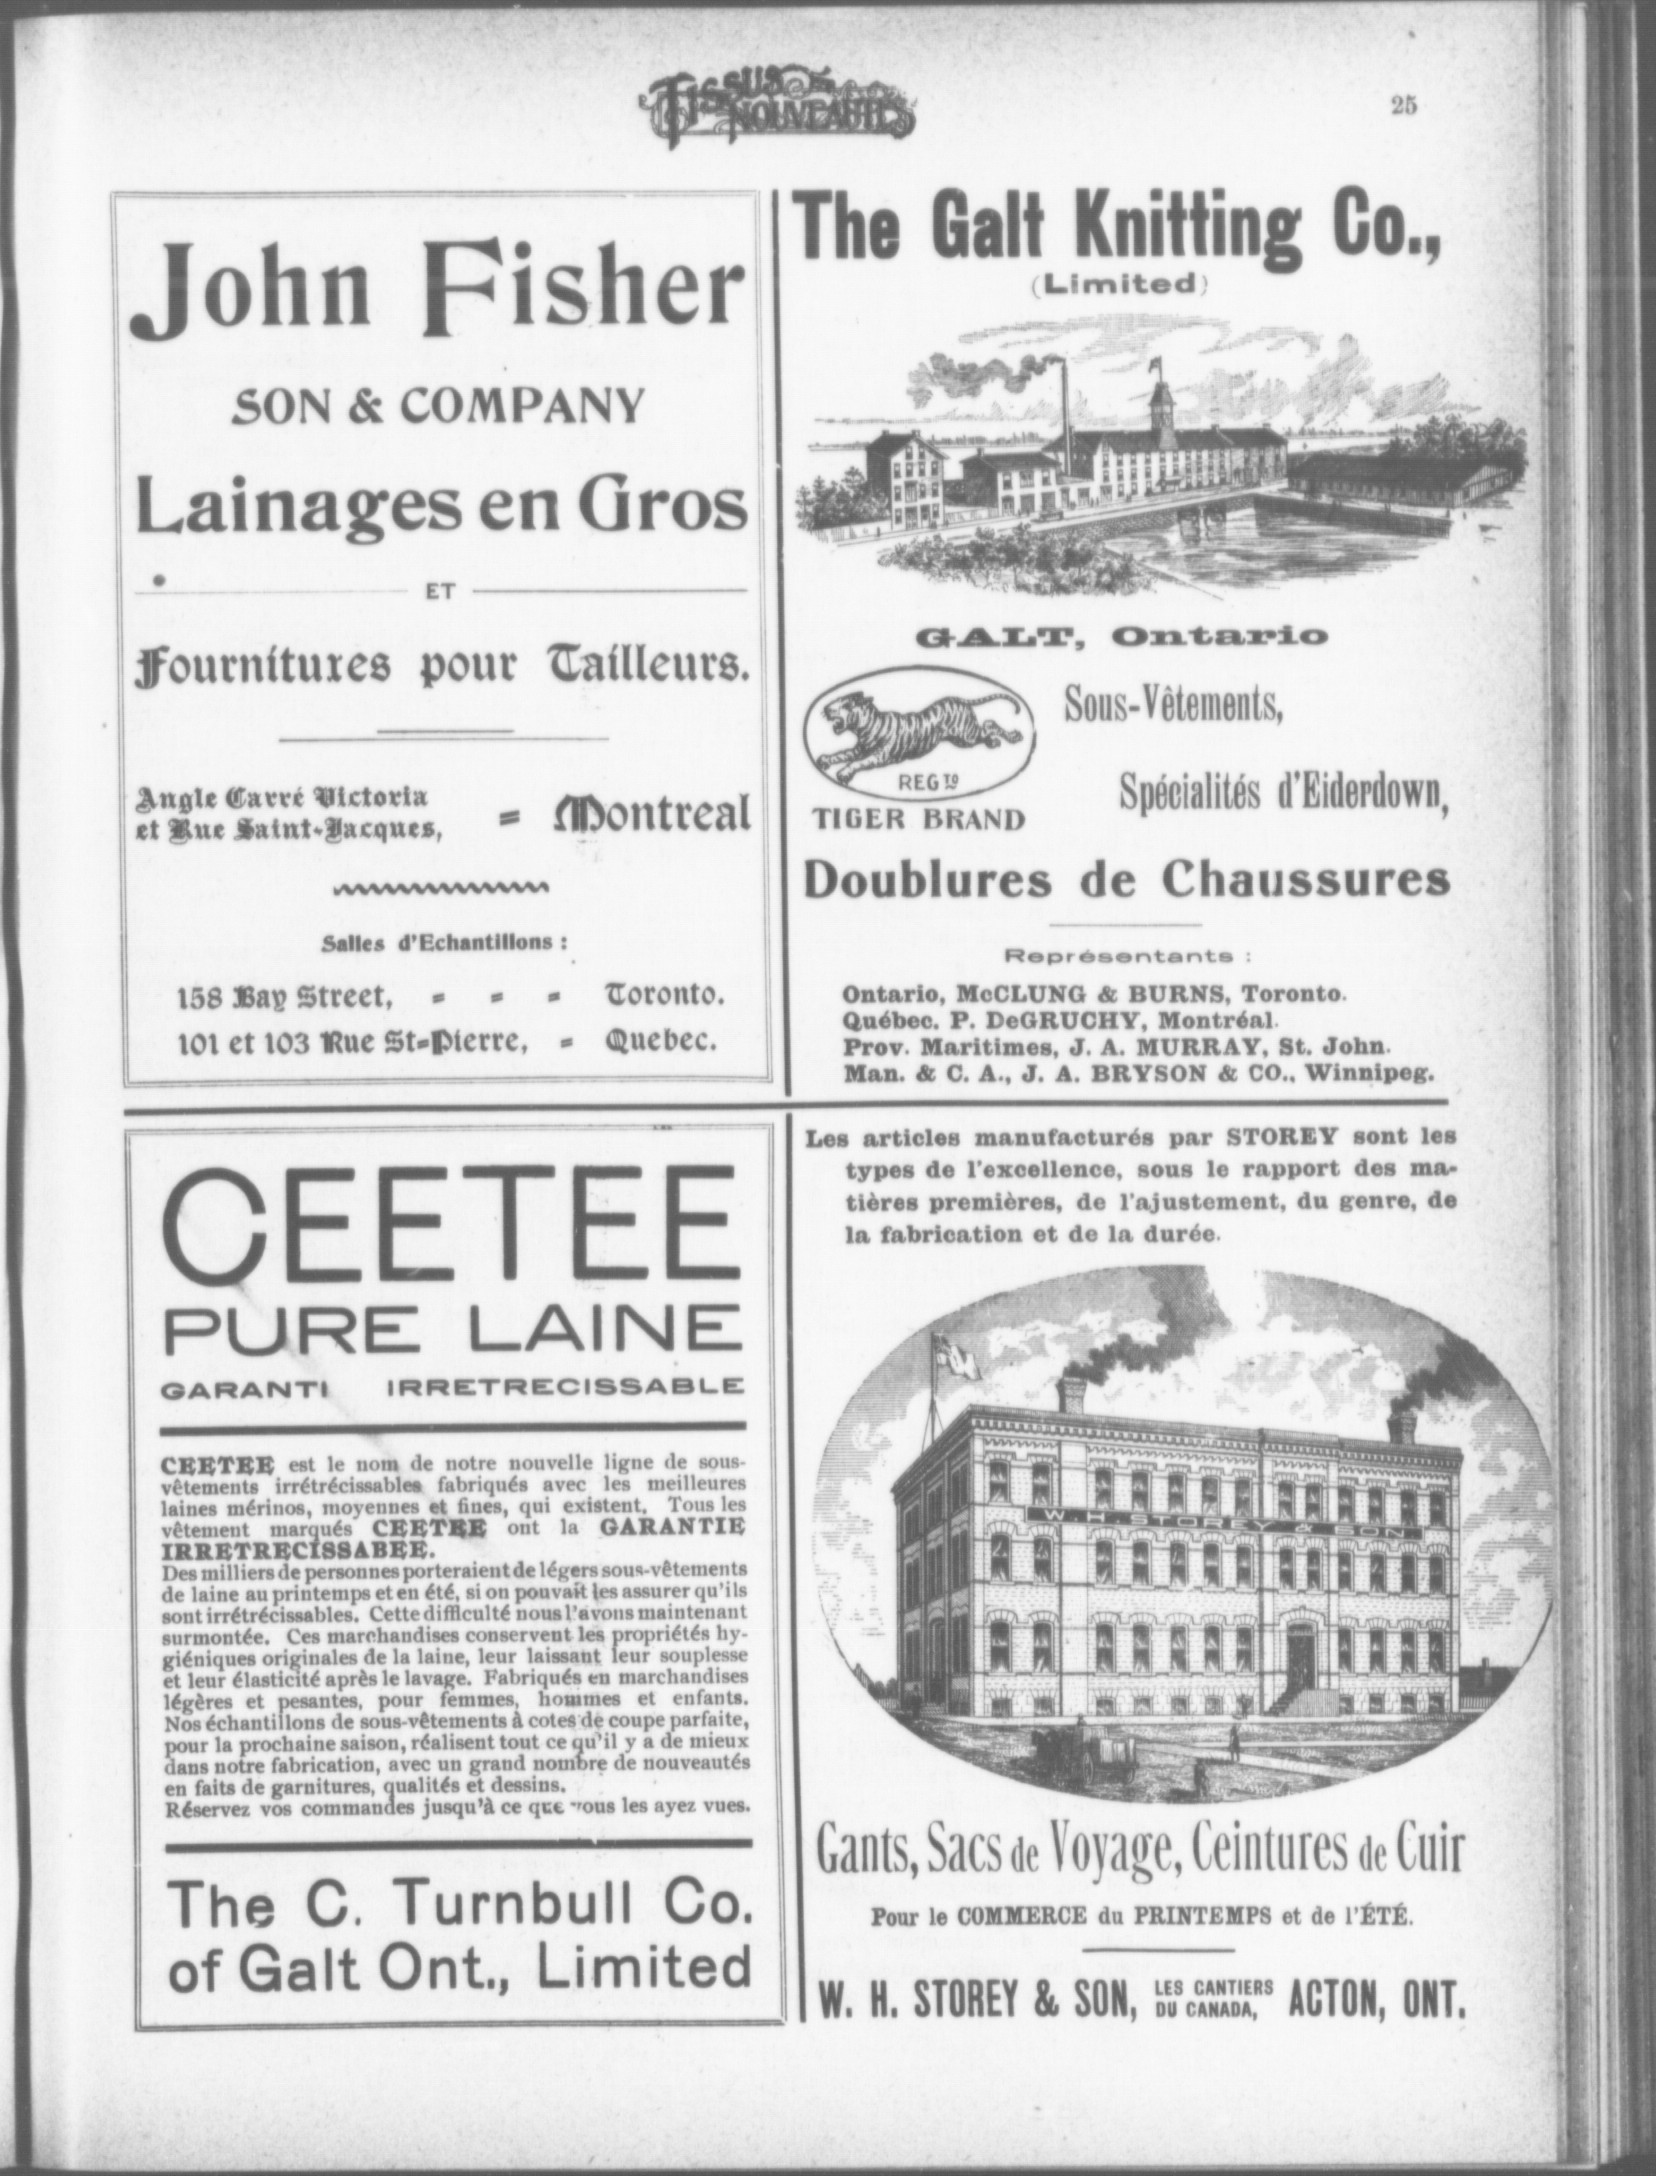 TISSUS
NOUVEAUTÉS
25
John Fisher
SON & COMPANY
Lainages en Gros
ET
Fournitures pour Tailleurs.
Angle Carré Victoria
et Rue Saint-Jacques, = Montreal
Salles d'Echantillons :
158 Bay Street, = = = Toronto.
101 et 103 Rue St=Pierre, = Quebec.
The Galt Knitting Co.,
(Limited)
GALT, Ontario
REGTD
TIGER BRAND
Sous-Vêtements,
Spécialités d'Eiderdown,
Doublures de Chaussures
Représentants :
Ontario, McCLUNG & BURNS, Toronto.
Québec. P. DeGRUCHY, Montréal.
Prov. Maritimes, J. A. MURRAY, St. John.
Man. & C. A., J. A. BRYSON & CO., Winnipeg.
CEETEE
PURE LAINE
GARANTI IRRETRECISSABLE
CEETEE est le nom de notre nouvelle ligne de sous-
vêtements irrétrécissables fabriqués avec les meilleures
laines mérinos, moyennes et fines, qui existent. Tous les
vêtement marqués CEETEE ont la GARANTIE
IRRETRECISSABEE.
Des milliers de personnes porteraient de légers sous-vêtements
de laine au printemps et en été, si on pouvait les assurer qu'ils
sont irrétrécissables. Cette difficulté nous l'avons maintenant
surmontée. Ces marchandises conservent les propriétés hy-
giéniques originales de la laine, leur laissant leur souplesse
et leur élasticité après le lavage. Fabriqués en marchandises
légères et pesantes, pour femmes, hommes et enfants.
Nos échantillons de sous-vêtements à cotes de coupe parfaite,
pour la prochaine saison, réalisent tout ce qu'il y a de mieux
dans notre fabrication, avec un grand nombre de nouveautés
en faits de garnitures, qualités et dessins.
Réservez vos commandes jusqu'à ce que vous les ayez vues.
The C. Turnbull Co.
of Galt Ont., Limited
Les articles manufacturés par STOREY sont les
types de l'excellence, sous le rapport des ma-
tières premières, de l'ajustement, du genre, de
la fabrication et de la durée.
W. H. STOREY & SON
Gants, Sacs de Voyage, Ceintures de Cuir
Pour le COMMERCE du PRINTEMPS et de l'ÉTÉ.
W. H. STOREY & SON, LES GANTIERS DU CANADA, ACTON, ONT.